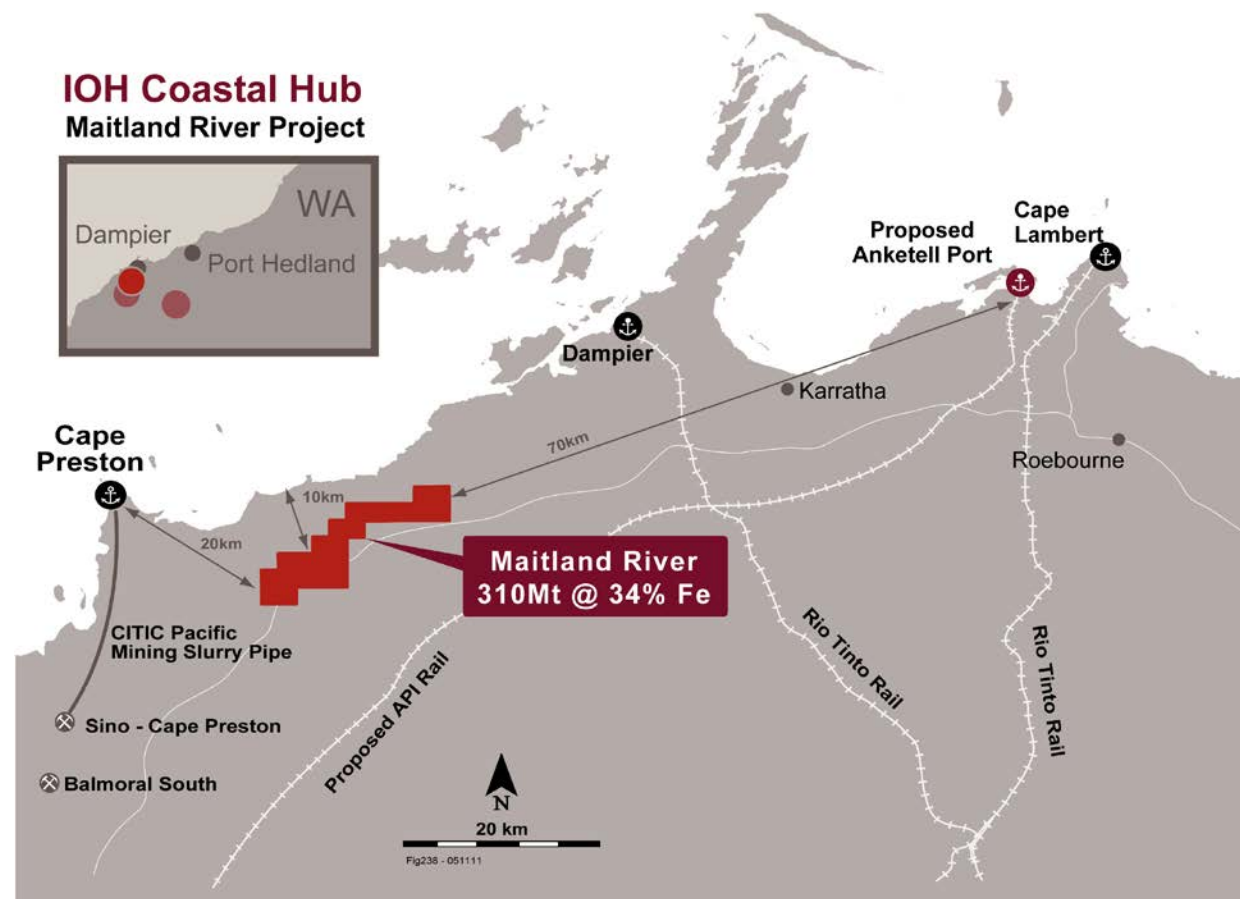 IOH Coastal Hub
Maitland River Project
WA
Dampier
Port Hedland
Proposed
Anketell Port
Cape
Lambert
Dampier
Karratha
Roebourne
70km
Cape
Preston
10km
20km
Maitland River
310Mt @ 34% Fe
CITIC Pacific
Mining Slurry Pipe
Sino - Cape Preston
Balmoral South
Proposed API Rail
Rio Tinto Rail
Rio Tinto Rail
N
20 km
Fig238 - 051111